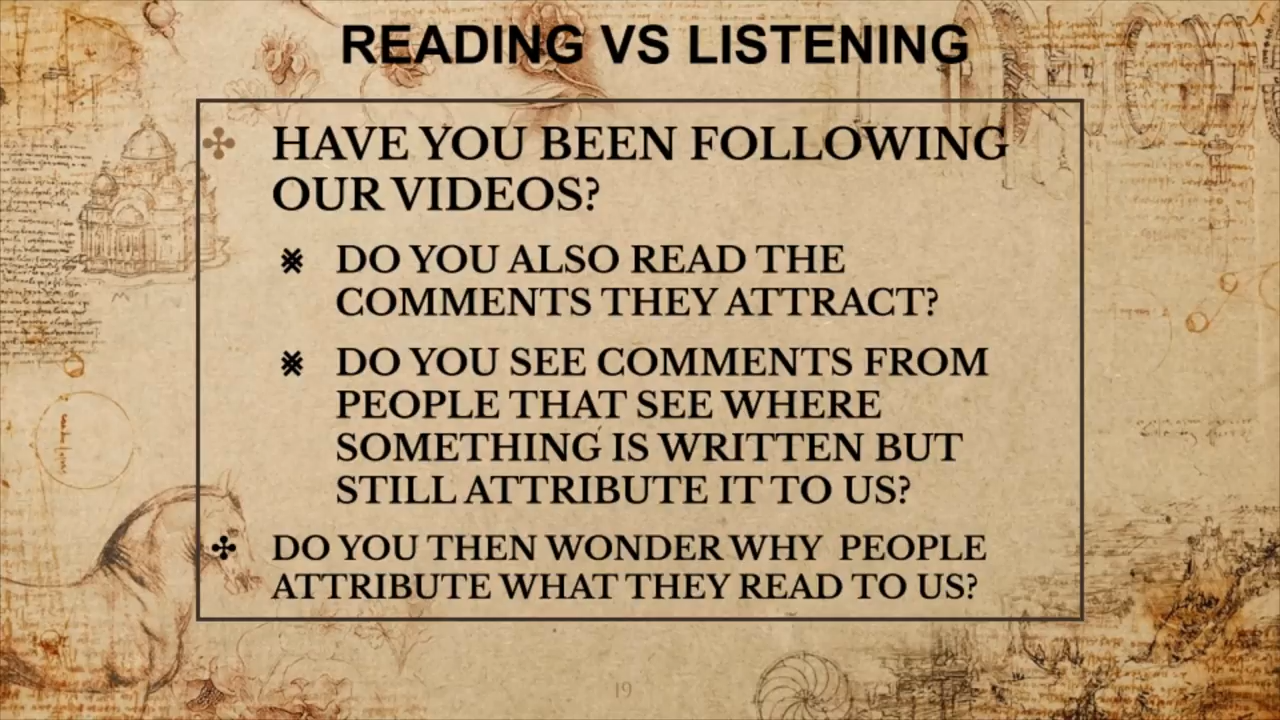 READING VS LISTENING
HAVE YOU BEEN FOLLOWING
OUR VIDEOS?
DO YOU ALSO READ THE
COMMENTS THEY ATTRACT?
DO YOU SEE COMMENTS FROM
PEOPLE THAT SEE WHERE
SOMETHING IS WRITTEN BUT
STILL ATTRIBUTE IT TO US?
DO YOU THEN WONDER WHY PEOPLE
ATTRIBUTE WHAT THEY READ TO US?
19